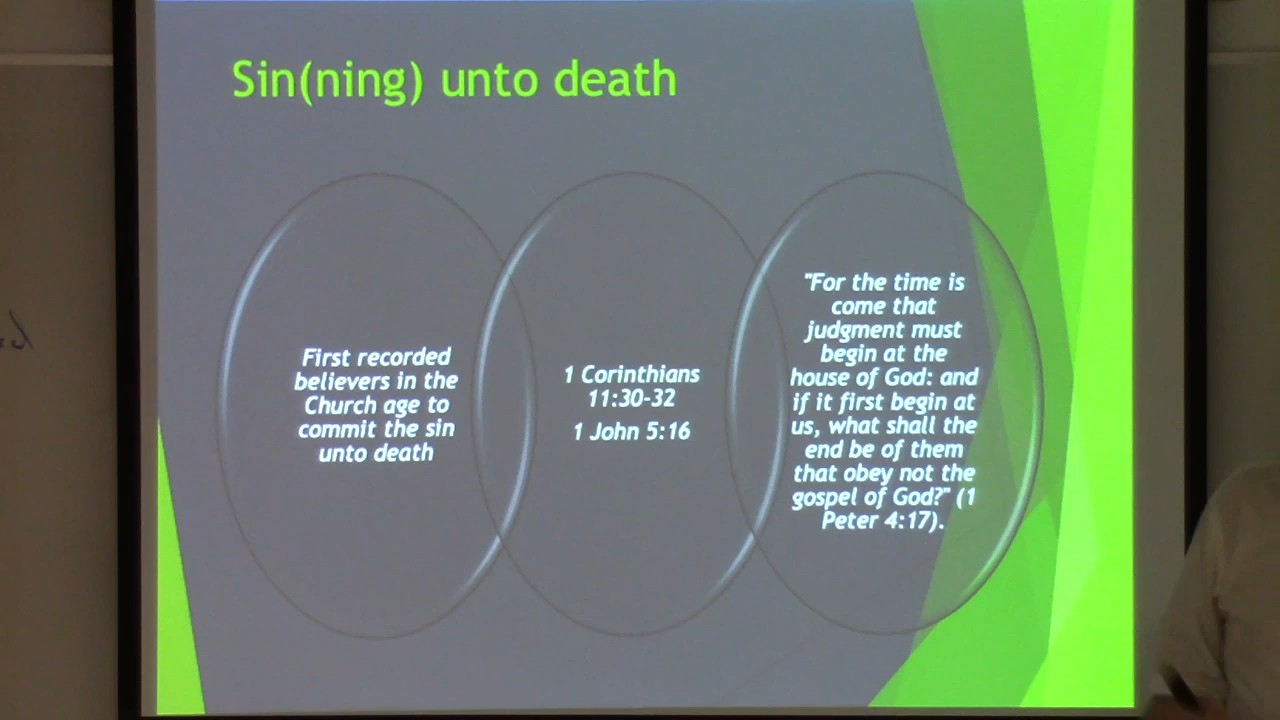 Sin(ning) unto death
First recorded
believers in the
Church age to
commit the sin
unto death
1 Corinthians
11:30-32
1 John 5:16
"For the time is
come that
judgment must
begin at the
house of God: and
if it first begin at
us, what shall the
end be of them
that obey not the
gospel of God?" (1
Peter 4:17).